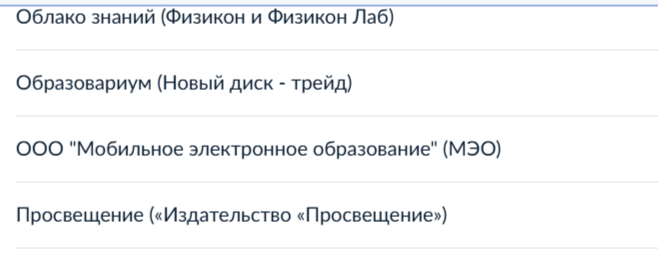 Облако знаний (Физикон и Физикон Лаб)
Образовариум (Новый диск - трейд)
ООО "Мобильное электронное образование" (МЭО)
Просвещение («Издательство «Просвещение»)